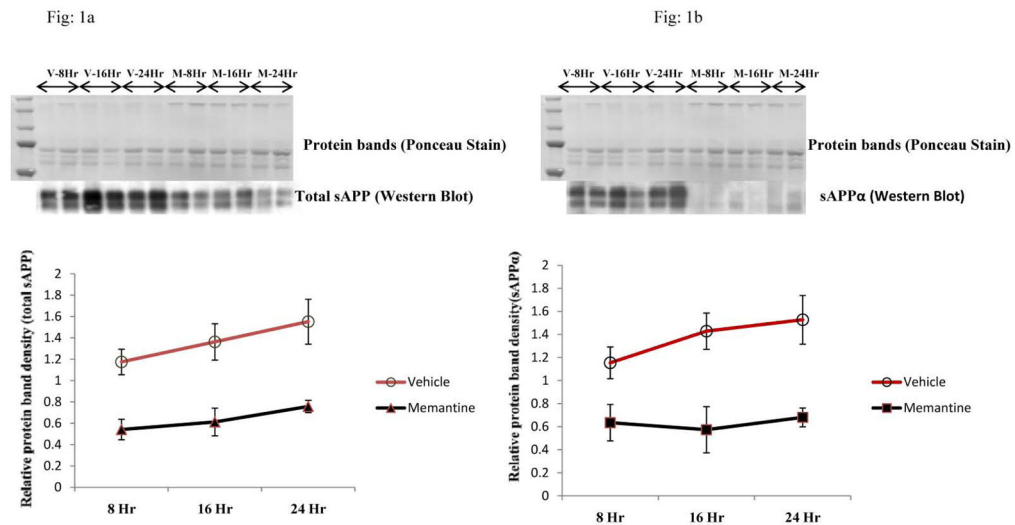 Fig: 1a
V-8Hr V-16Hr V-24Hr M-8Hr M-16Hr M-24Hr
Protein bands (Ponceau Stain)
Total sAPP (Western Blot)
Relative protein band density (total sAPP)
2
1.8
1.6
1.4
1.2
1
0.8
0.6
0.4
0.2
0
8 Hr 16 Hr 24 Hr
Vehicle
Memantine
Fig: 1b
V-8Hr V-16Hr V-24Hr M-8Hr M-16Hr M-24Hr
Protein bands (Ponceau Stain)
sAPPα (Western Blot)
Relative protein band density(sAPPα)
2
1.8
1.6
1.4
1.2
1
0.8
0.6
0.4
0.2
0
8 Hr 16 Hr 24 Hr
Vehicle
Memantine